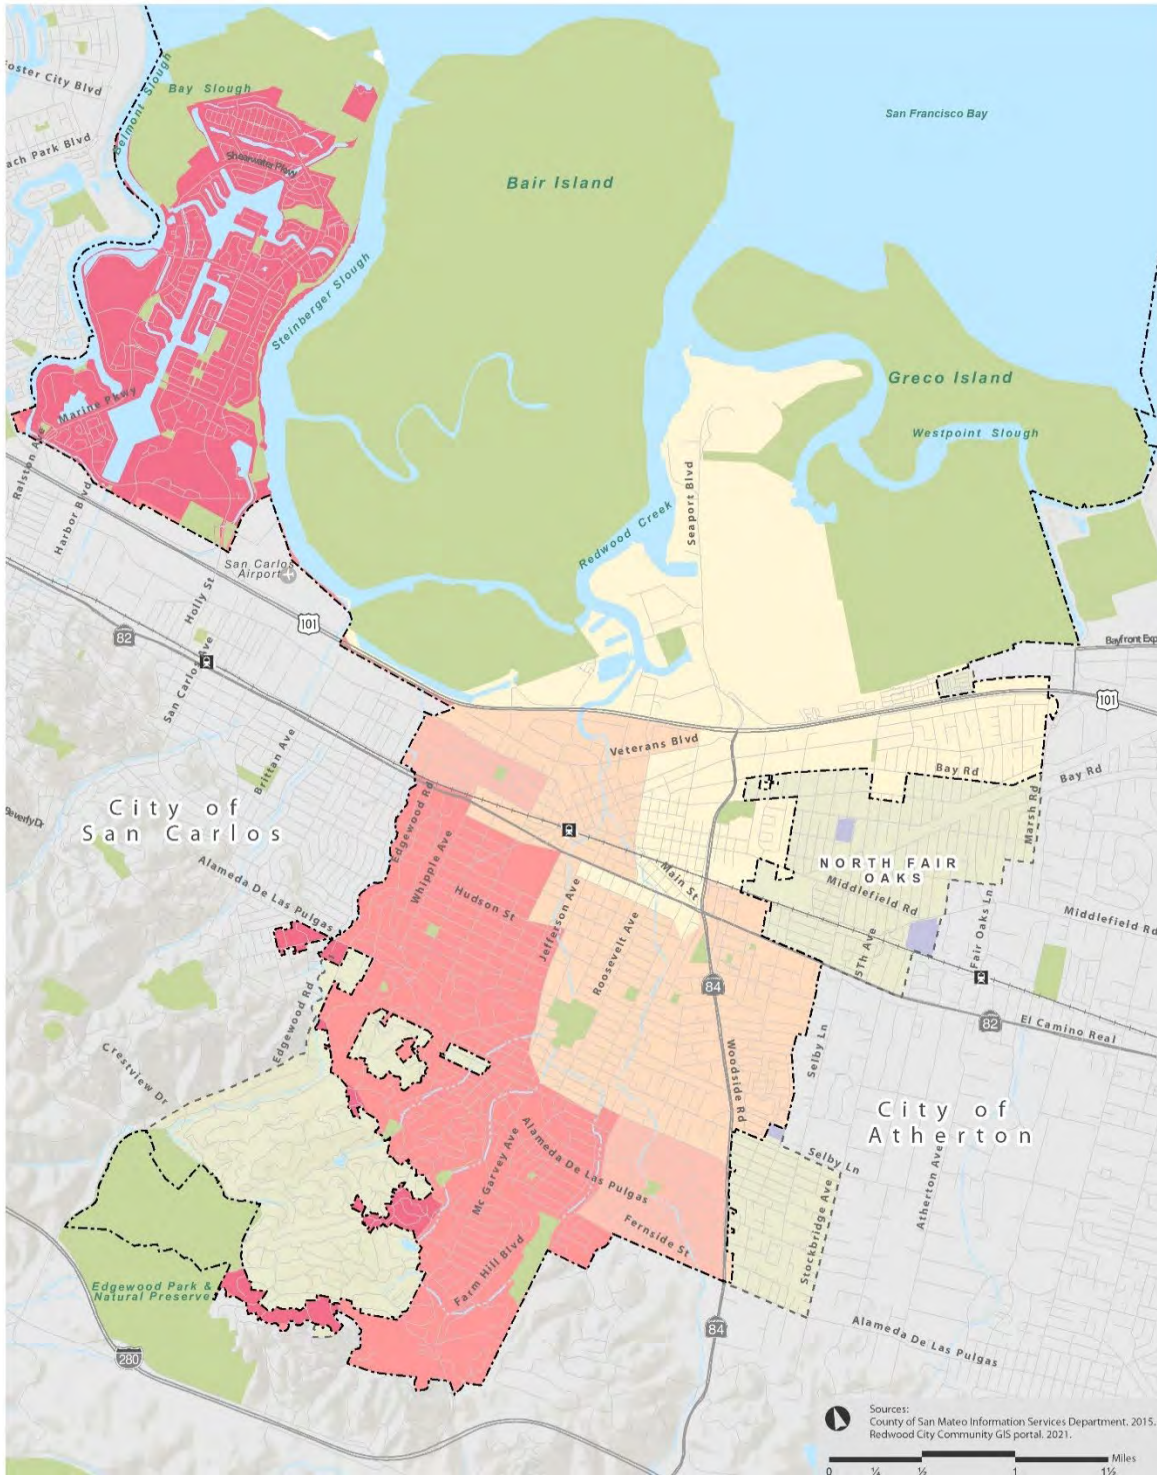 Foster City Blvd
Belmont Slough
Bay Slough
San Francisco Bay
Beach Park Blvd
Shearwater Pkwy
Bair Island
Steinberger Slough
Greco Island
Marine Pkwy
Westpoint Slough
Ralston Ave
Harbor Blvd
Seaport Blvd
Redwood Creek
San Carlos
Airport
Holly St
101
82
Bayfront Exp
San Carlos Ave
101
Veterans Blvd
Brittan Ave
Bay Rd
Bay Rd
Edgewood Rd
Marsh Rd
City of
San Carlos
Beverly Dr
Whipple Ave
NORTH FAIR
OAKS
Main St
Middlefield Rd
Alameda De Las Pulgas
Hudson St
Jefferson Ave
Roosevelt Ave
5Th Ave
Fair Oaks Ln
Middlefield Rd
84
82
El Camino Real
Edgewood Rd
Selby Ln
Crestview Dr
Woodside Rd
City of
Atherton
Mc Garvey Ave
Alameda De Las Pulgas
Selby Ln
Atherton Ave
Stockbridge Ave
Fernside St
Farm Hill Blvd
Edgewood Park &
Natural Preserve
84
Alameda De Las Pulgas
280
Sources:
County of San Mateo Information Services Department. 2015.
Redwood City Community GIS portal. 2021.
Miles
0 ¼ ½ 1 1½